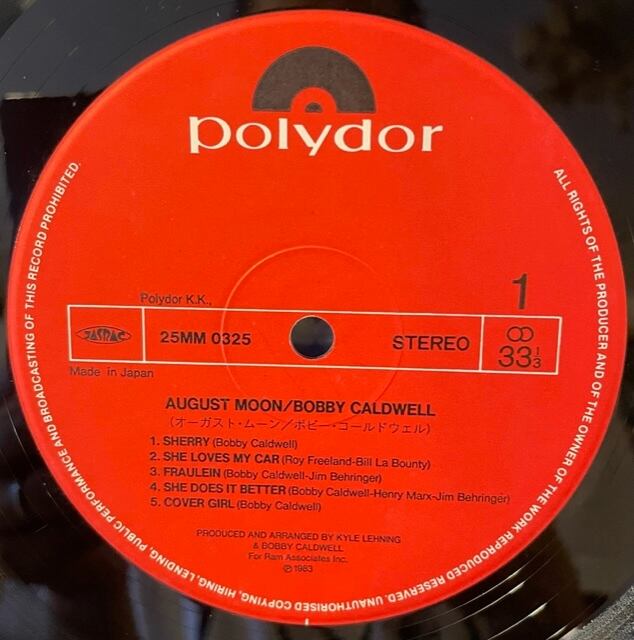 polydor
1
Polydor K.K.,
JASRAC
25MM 0325
STEREO
33 1/3
Made in Japan
AUGUST MOON/BOBBY CALDWELL
(オーガスト・ムーン/ボビー・コールドウェル)
1. SHERRY (Bobby Caldwell)
2. SHE LOVES MY CAR (Roy Freeland-Bill La Bounty)
3. FRAULEIN (Bobby Caldwell-Jim Behringer)
4. SHE DOES IT BETTER (Bobby Caldwell-Henry Marx-Jim Behringer)
5. COVER GIRL (Bobby Caldwell)
PRODUCED AND ARRANGED BY KYLE LEHNING
& BOBBY CALDWELL
For Ram Associates Inc.
℗1983
ALL RIGHTS OF THE PRODUCER AND OF THE OWNER OF THE WORK REPRODUCED RESERVED. UNAUTHORISED COPYING, HIRING, LENDING, PUBLIC PERFORMANCE AND BROADCASTING OF THIS RECORD PROHIBITED.